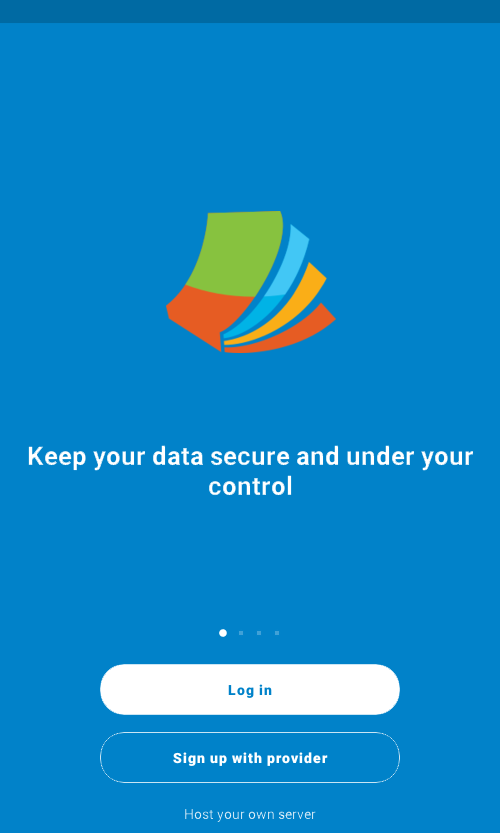 Keep your data secure and under your
control
Log in
Sign up with provider
Host your own server